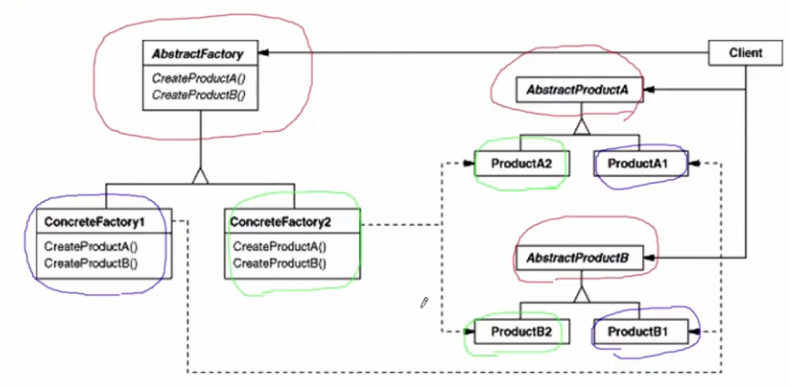 AbstractFactory
CreateProductA()
CreateProductB()
Client
AbstractProductA
ProductA2
ProductA1
ConcreteFactory1
CreateProductA()
CreateProductB()
ConcreteFactory2
CreateProductA()
CreateProductB()
AbstractProductB
ProductB2
ProductB1